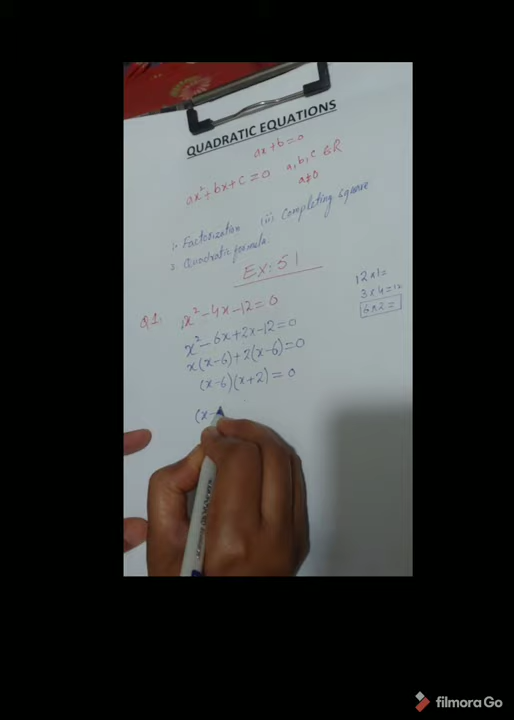 QUADRATIC EQUATIONS
ax + b = 0
ax² + bx + c = 0 a, b, c ∈ R
a ≠ 0
1. Factorization (ii) Completing square
3. Quadratic formula
Ex: 51
Q1. x² - 4x - 12 = 0
12 x 1 =
3 x 4 = 12
6 x 2 =
x² - 6x + 2x - 12 = 0
x(x-6) + 2(x-6) = 0
(x-6)(x+2) = 0
(x-
filmora Go